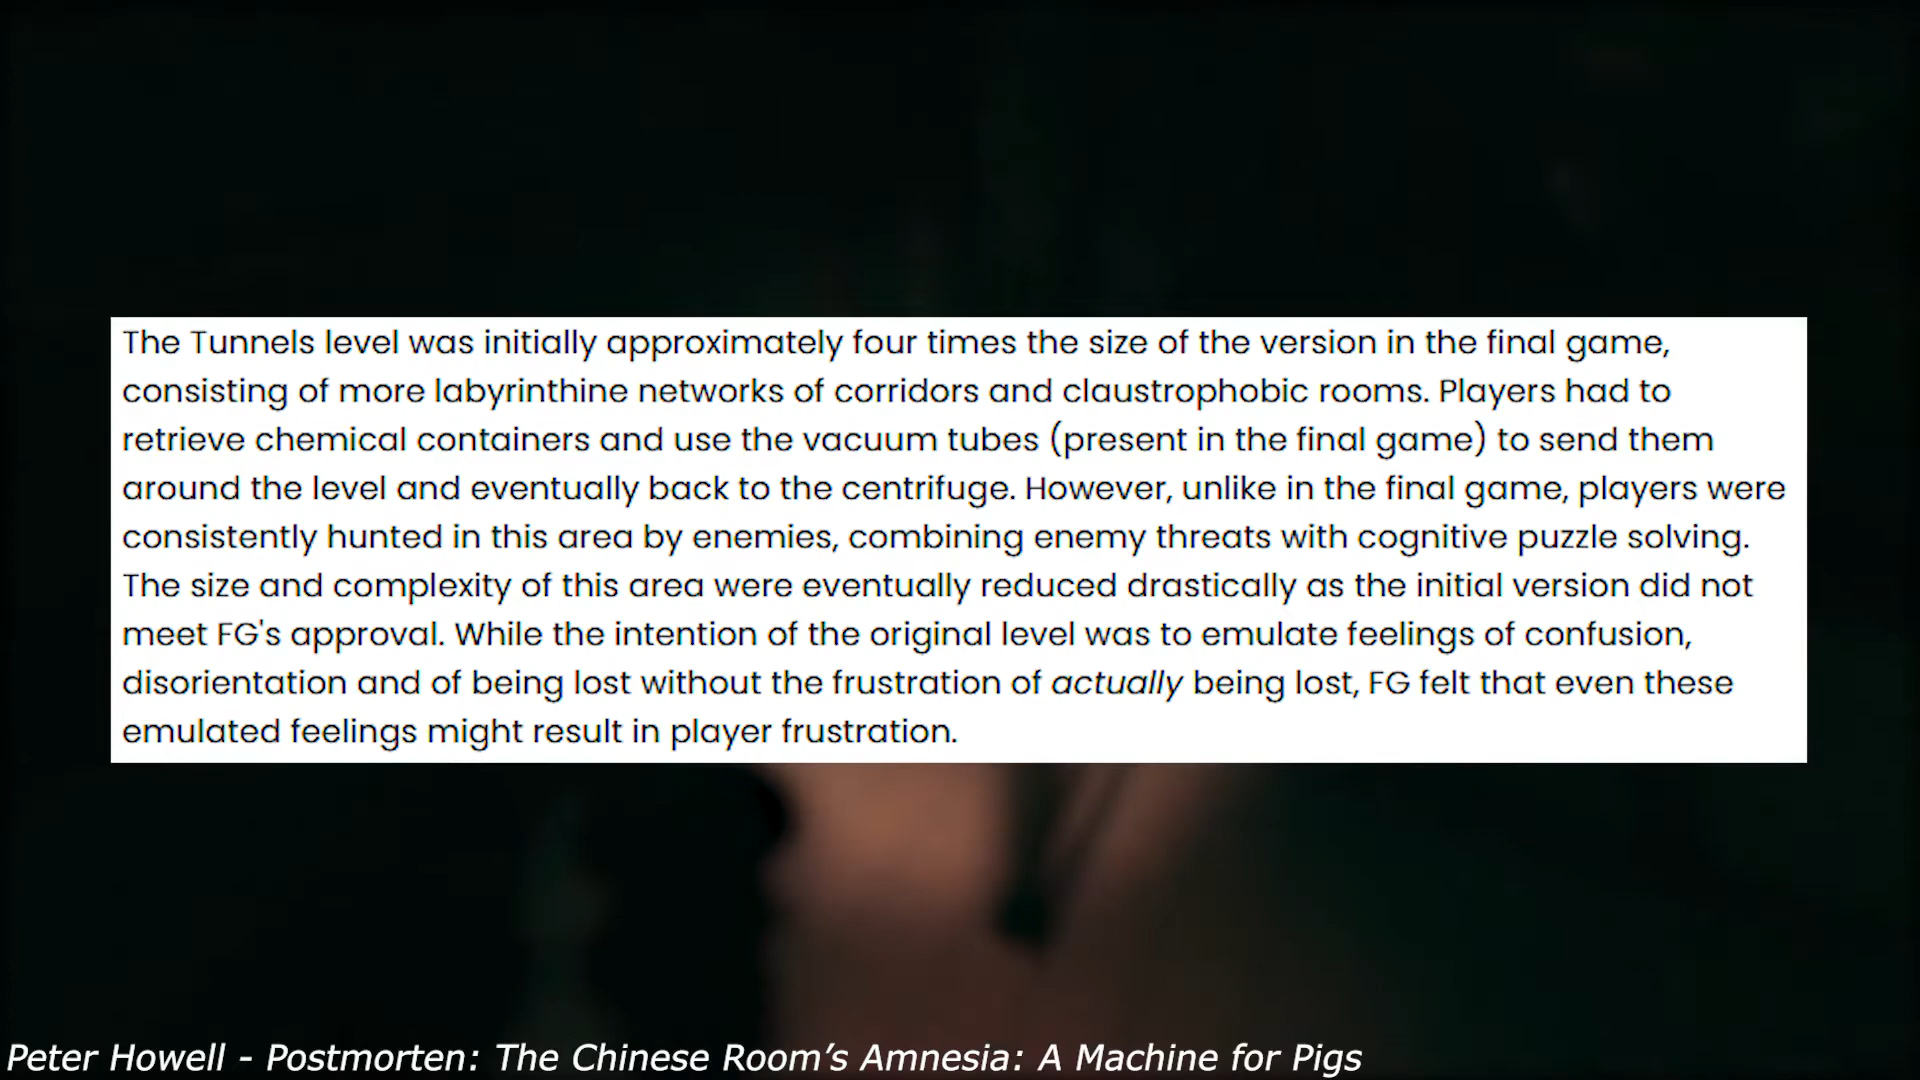 The Tunnels level was initially approximately four times the size of the version in the final game,
consisting of more labyrinthine networks of corridors and claustrophobic rooms. Players had to
retrieve chemical containers and use the vacuum tubes (present in the final game) to send them
around the level and eventually back to the centrifuge. However, unlike in the final game, players were
consistently hunted in this area by enemies, combining enemy threats with cognitive puzzle solving.
The size and complexity of this area were eventually reduced drastically as the initial version did not
meet FG's approval. While the intention of the original level was to emulate feelings of confusion,
disorientation and of being lost without the frustration of actually being lost, FG felt that even these
emulated feelings might result in player frustration.
Peter Howell - Postmorten: The Chinese Room’s Amnesia: A Machine for Pigs